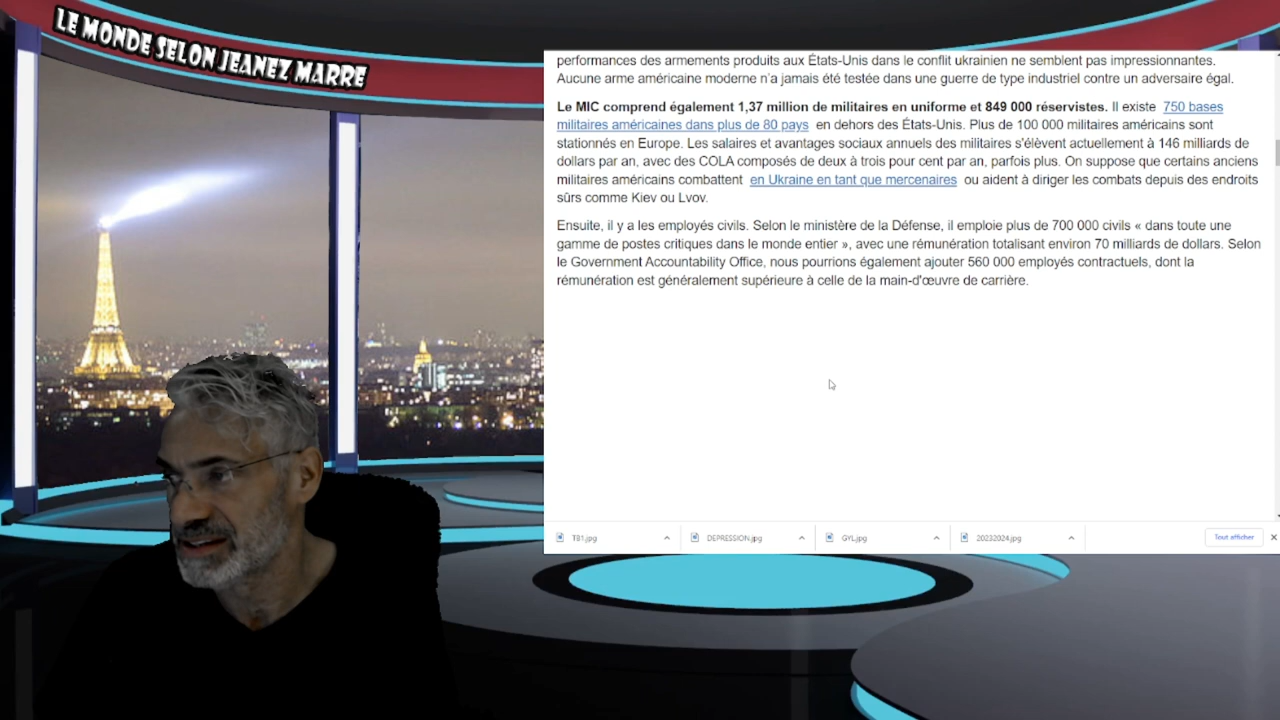 LE MONDE SELON JEANEZ MARRE
performances des armements produits aux États-Unis dans le conflit ukrainien ne semblent pas impressionnantes.
Aucune arme américaine moderne n'a jamais été testée dans une guerre de type industriel contre un adversaire égal.
Le MIC comprend également 1,37 million de militaires en uniforme et 849 000 réservistes. Il existe 750 bases
militaires américaines dans plus de 80 pays en dehors des États-Unis. Plus de 100 000 militaires américains sont
stationnés en Europe. Les salaires et avantages sociaux annuels des militaires s'élèvent actuellement à 146 milliards de
dollars par an, avec des COLA composés de deux à trois pour cent par an, parfois plus. On suppose que certains anciens
militaires américains combattent en Ukraine en tant que mercenaires ou aident à diriger les combats depuis des endroits
sûrs comme Kiev ou Lvov.
Ensuite, il y a les employés civils. Selon le ministère de la Défense, il emploie plus de 700 000 civils « dans toute une
gamme de postes critiques dans le monde entier », avec une rémunération totalisant environ 70 milliards de dollars. Selon
le Government Accountability Office, nous pourrions également ajouter 560 000 employés contractuels, dont la
rémunération est généralement supérieure à celle de la main-d'œuvre de carrière.
TB1.jpg
DEPRESSION.jpg
GYL.jpg
20232024.jpg
Tout afficher